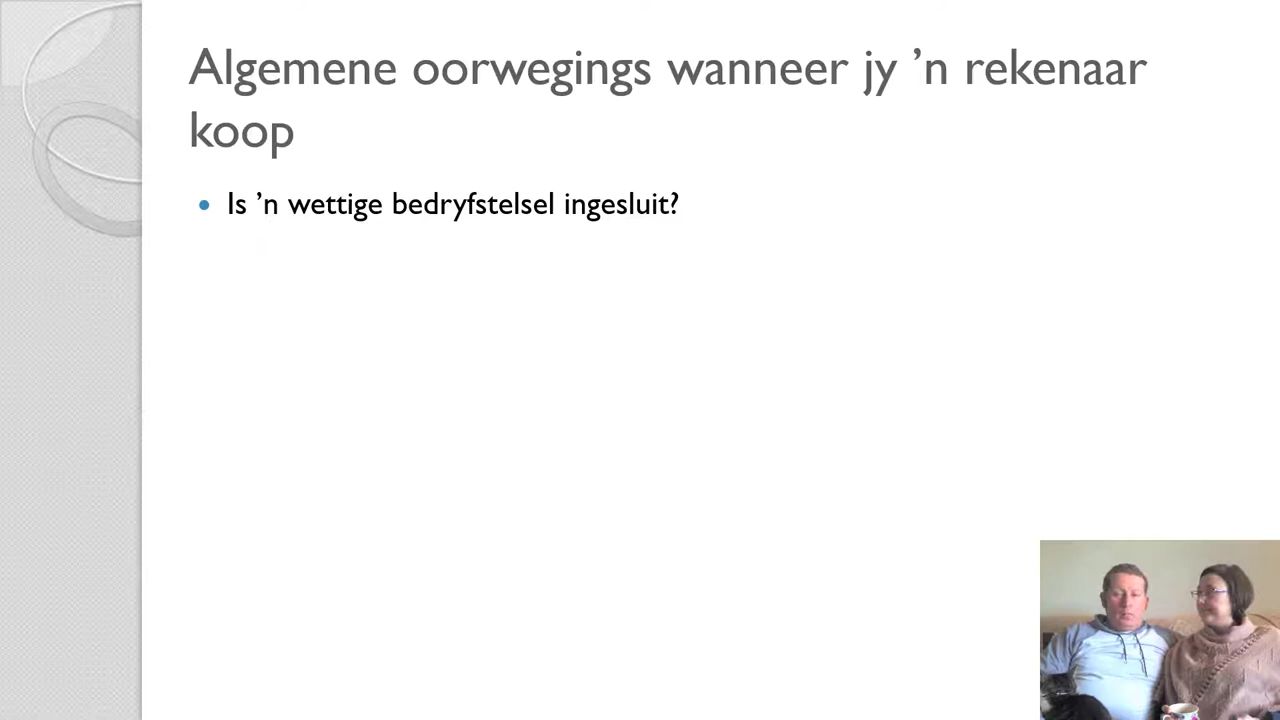 Algemene oorwegings wanneer jy ’n rekenaar
koop
• Is ’n wettige bedryfstelsel ingesluit?